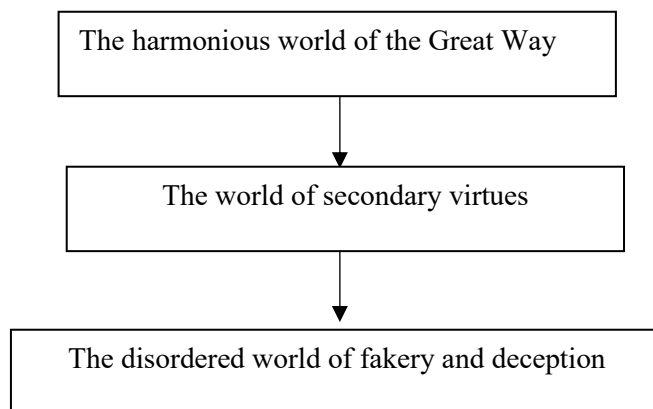 The harmonious world of the Great Way
The world of secondary virtues
The disordered world of fakery and deception